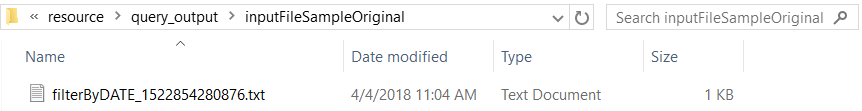 « resource › query_output › inputFileSampleOriginal Search inputFileSampleOriginal
Name Date modified Type Size
filterByDATE_1522854280876.txt 4/4/2018 11:04 AM Text Document 1 KB